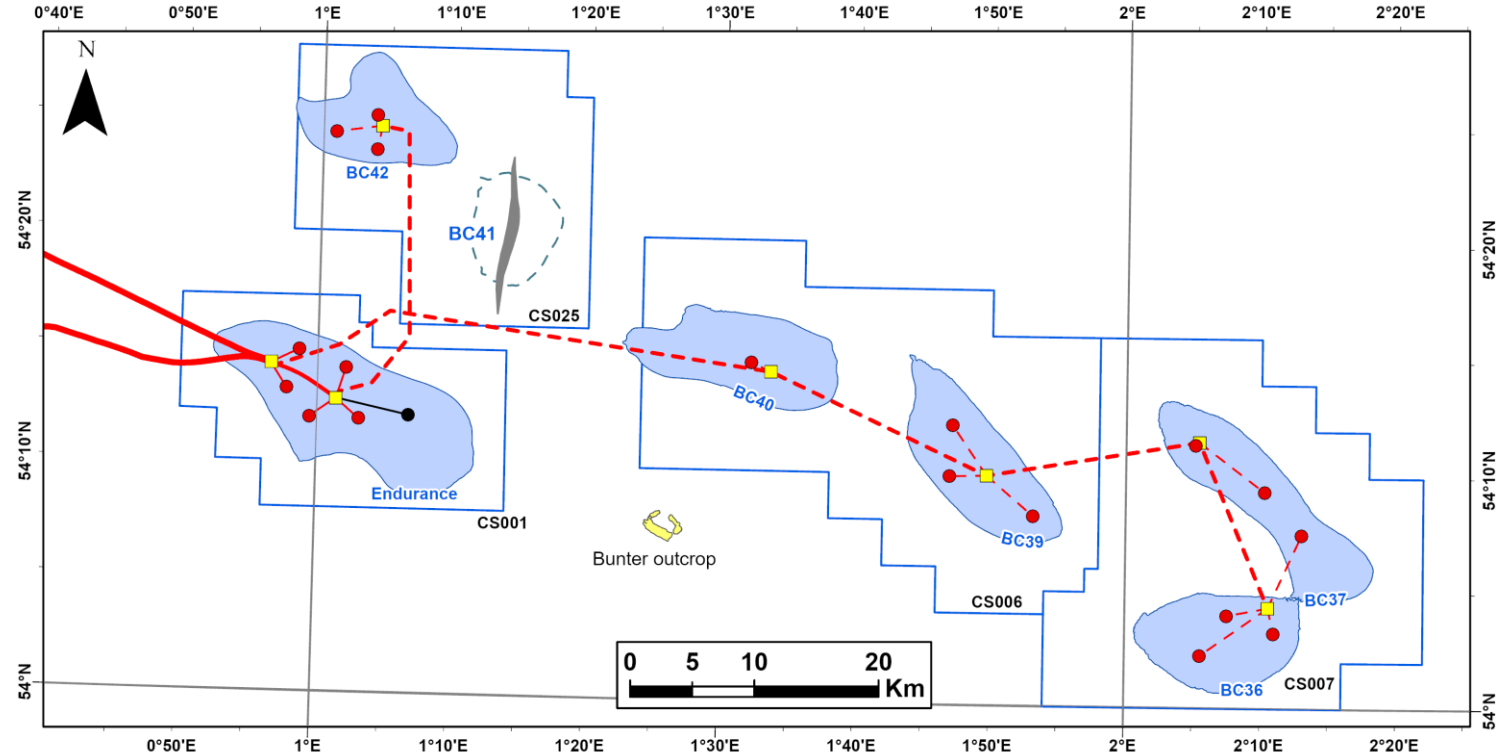 0°40'E 0°50'E 1°E 1°10'E 1°20'E 1°30'E 1°40'E 1°50'E 2°E 2°10'E 2°20'E
N
BC42
54°20'N
BC41
54°20'N
CS025
BC40
54°10'N
54°10'N
Endurance
CS001
BC39
Bunter outcrop
CS006
BC37
0 5 10 20
Km
BC36
CS007
54°N
54°N
0°50'E 1°E 1°10'E 1°20'E 1°30'E 1°40'E 1°50'E 2°E 2°10'E 2°20'E